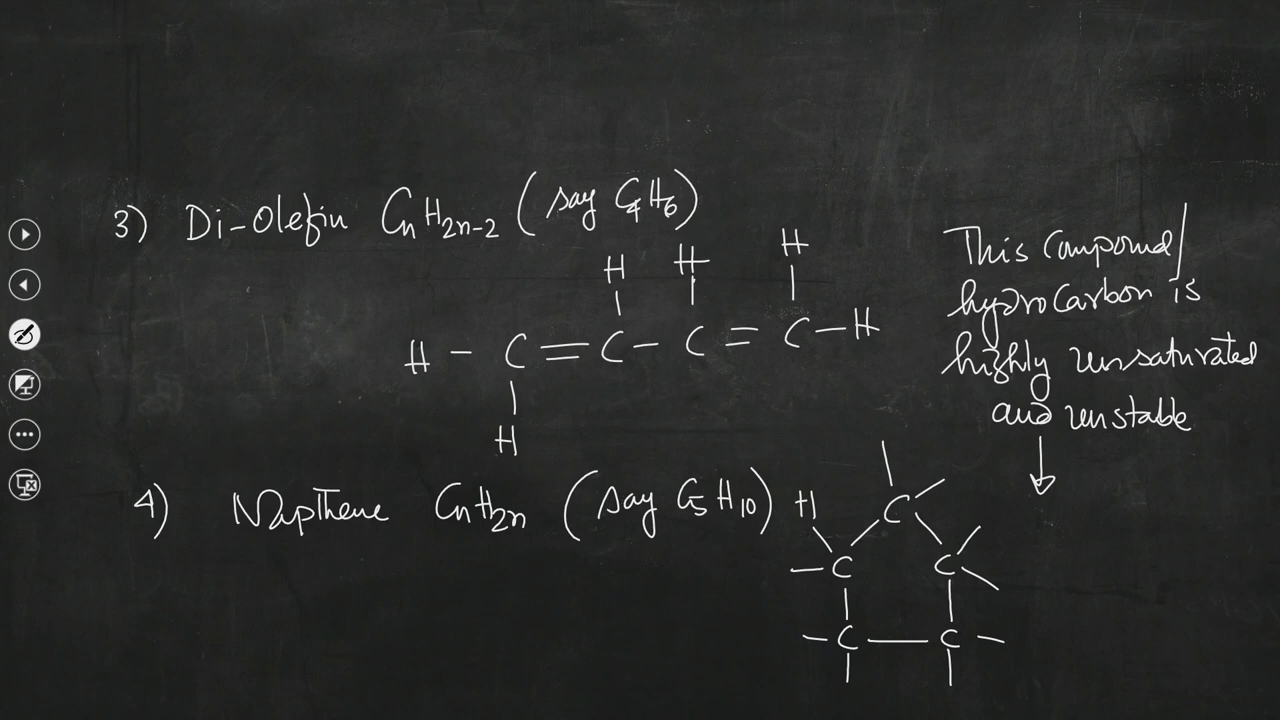 3) Di-Olefin CnH2n-2 (say C4H6)
H H H
H - C = C - C = C - H
H
This compound/
hydrocarbon is
highly unsaturated
and unstable
4) Napthene CnH2n (say C5H10)
H C
C C
C C